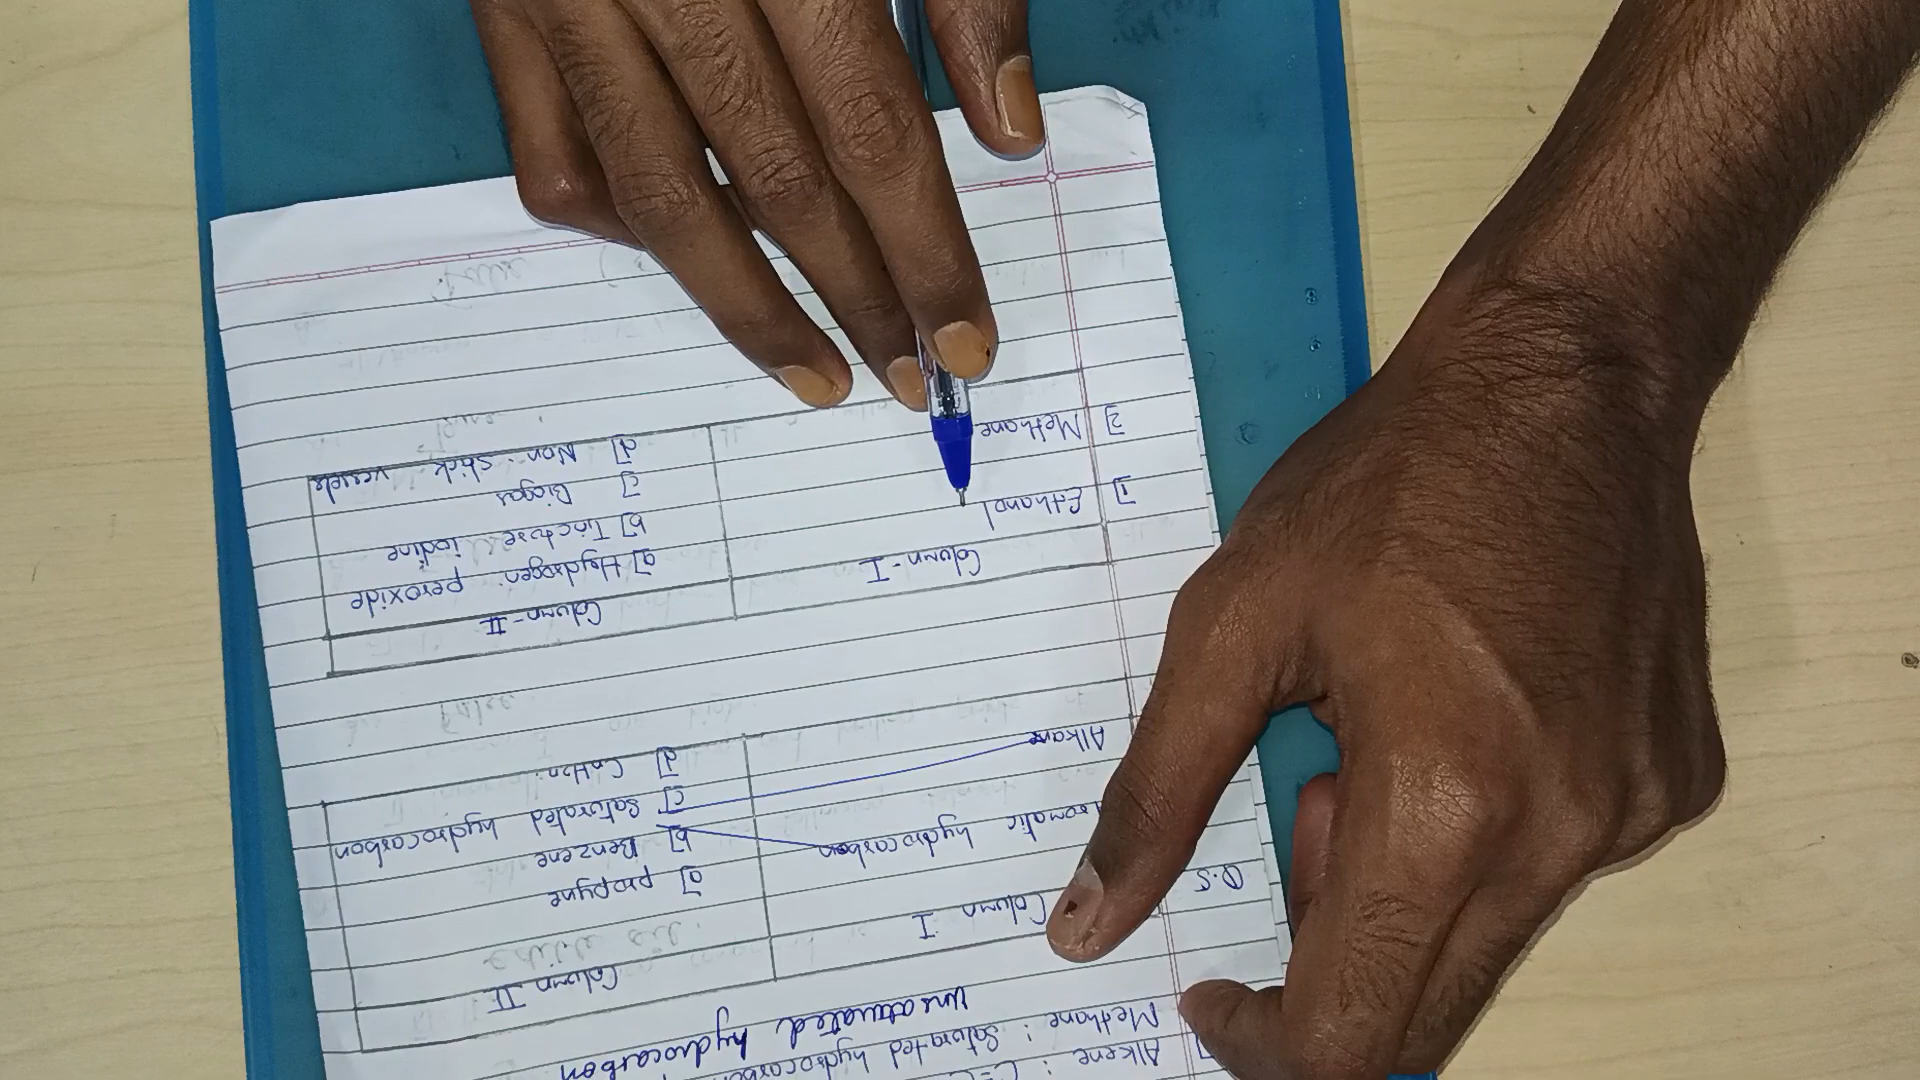 Alkene : C=C
Methane : Saturated hydrocarbon
Unsatuated hydrocarbon
Q.5
Column I
Column II
Aromatic hydrocarbon
a] propyne
b] Benzene
Alkane
c] Saturated hydrocarbon
d] Cotton
Column-I
Column-II
1] Ethanol
a] Hydrogen peroxide
b] Tincture iodine
2] Methane
c] Biogas
d] Non-stick vessels